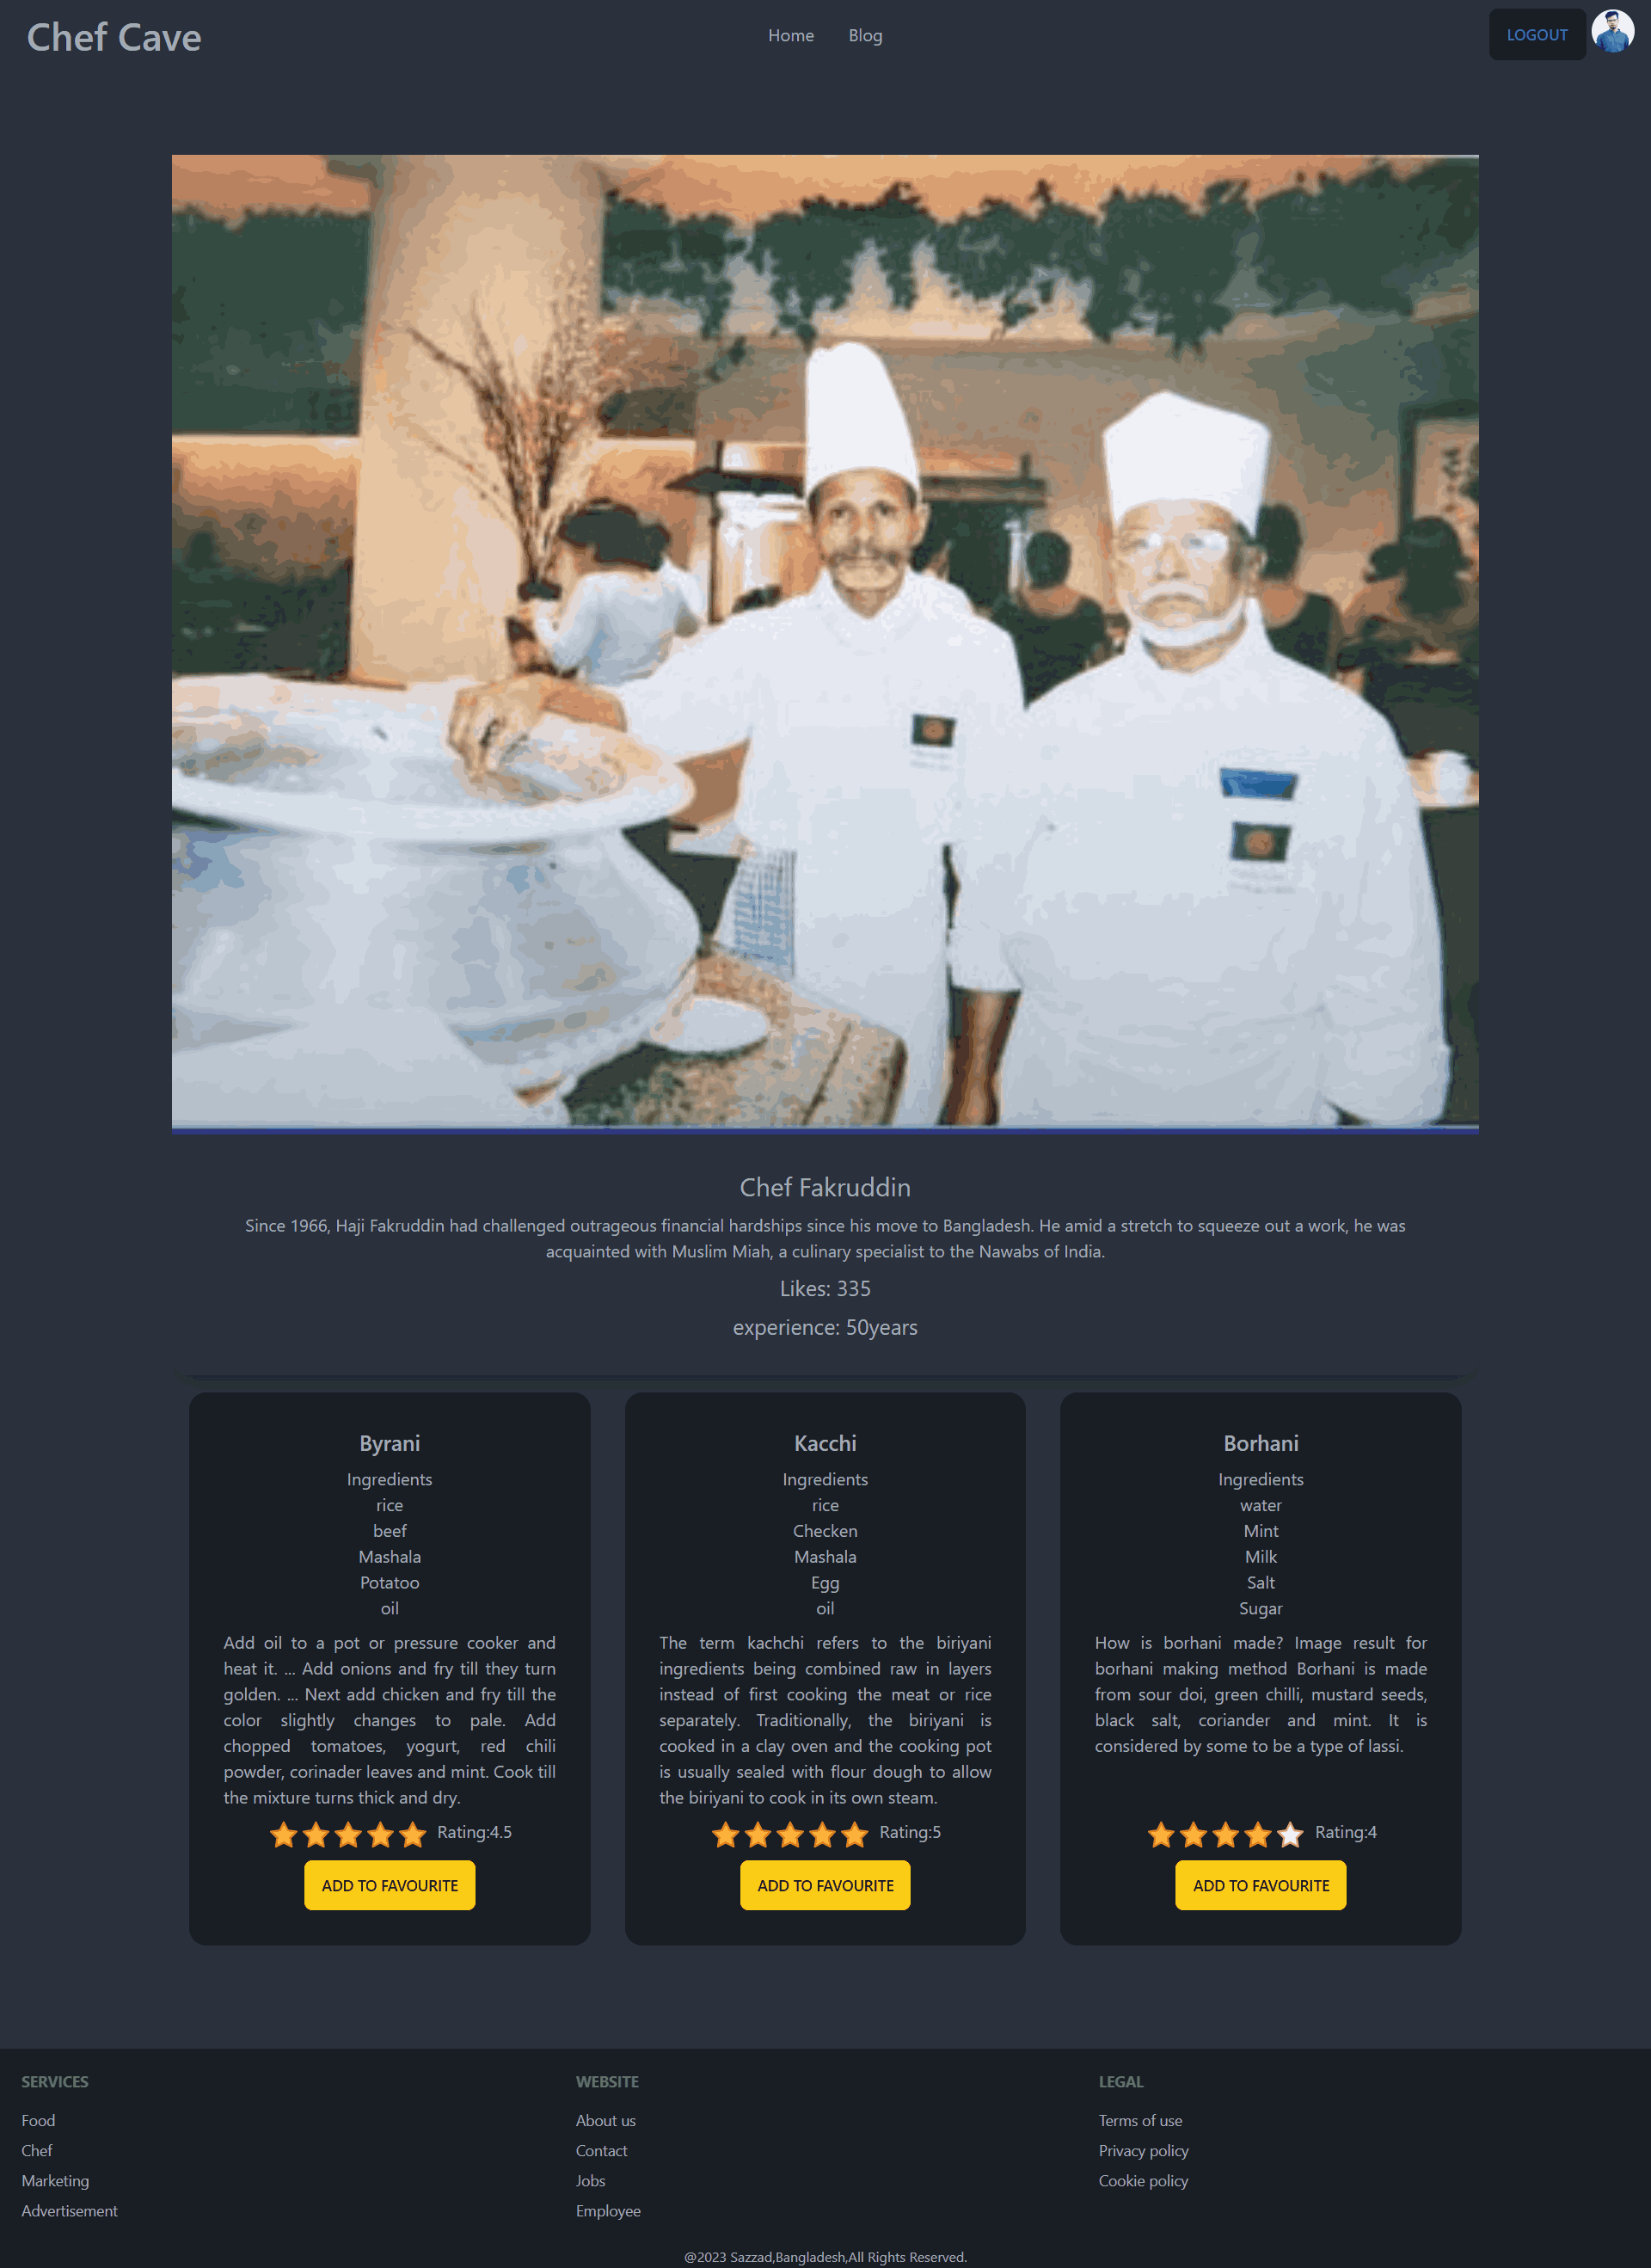 Chef Cave
Home
Blog
LOGOUT
Chef Fakruddin
Since 1966, Haji Fakruddin had challenged outrageous financial hardships since his move to Bangladesh. He amid a stretch to squeeze out a work, he was
acquainted with Muslim Miah, a culinary specialist to the Nawabs of India.
Likes: 335
experience: 50years
Byrani
Ingredients
rice
beef
Mashala
Potatoo
oil
Add oil to a pot or pressure cooker and
heat it. ... Add onions and fry till they turn
golden. ... Next add chicken and fry till the
color slightly changes to pale. Add
chopped tomatoes, yogurt, red chili
powder, corinader leaves and mint. Cook till
the mixture turns thick and dry.
Rating:4.5
ADD TO FAVOURITE
Kacchi
Ingredients
rice
Checken
Mashala
Egg
oil
The term kachchi refers to the biriyani
ingredients being combined raw in layers
instead of first cooking the meat or rice
separately. Traditionally, the biriyani is
cooked in a clay oven and the cooking pot
is usually sealed with flour dough to allow
the biriyani to cook in its own steam.
Rating:5
ADD TO FAVOURITE
Borhani
Ingredients
water
Mint
Milk
Salt
Sugar
How is borhani made? Image result for
borhani making method Borhani is made
from sour doi, green chilli, mustard seeds,
black salt, coriander and mint. It is
considered by some to be a type of lassi.
Rating:4
ADD TO FAVOURITE
SERVICES
Food
Chef
Marketing
Advertisement
WEBSITE
About us
Contact
Jobs
Employee
LEGAL
Terms of use
Privacy policy
Cookie policy
@2023 Sazzad,Bangladesh,All Rights Reserved.